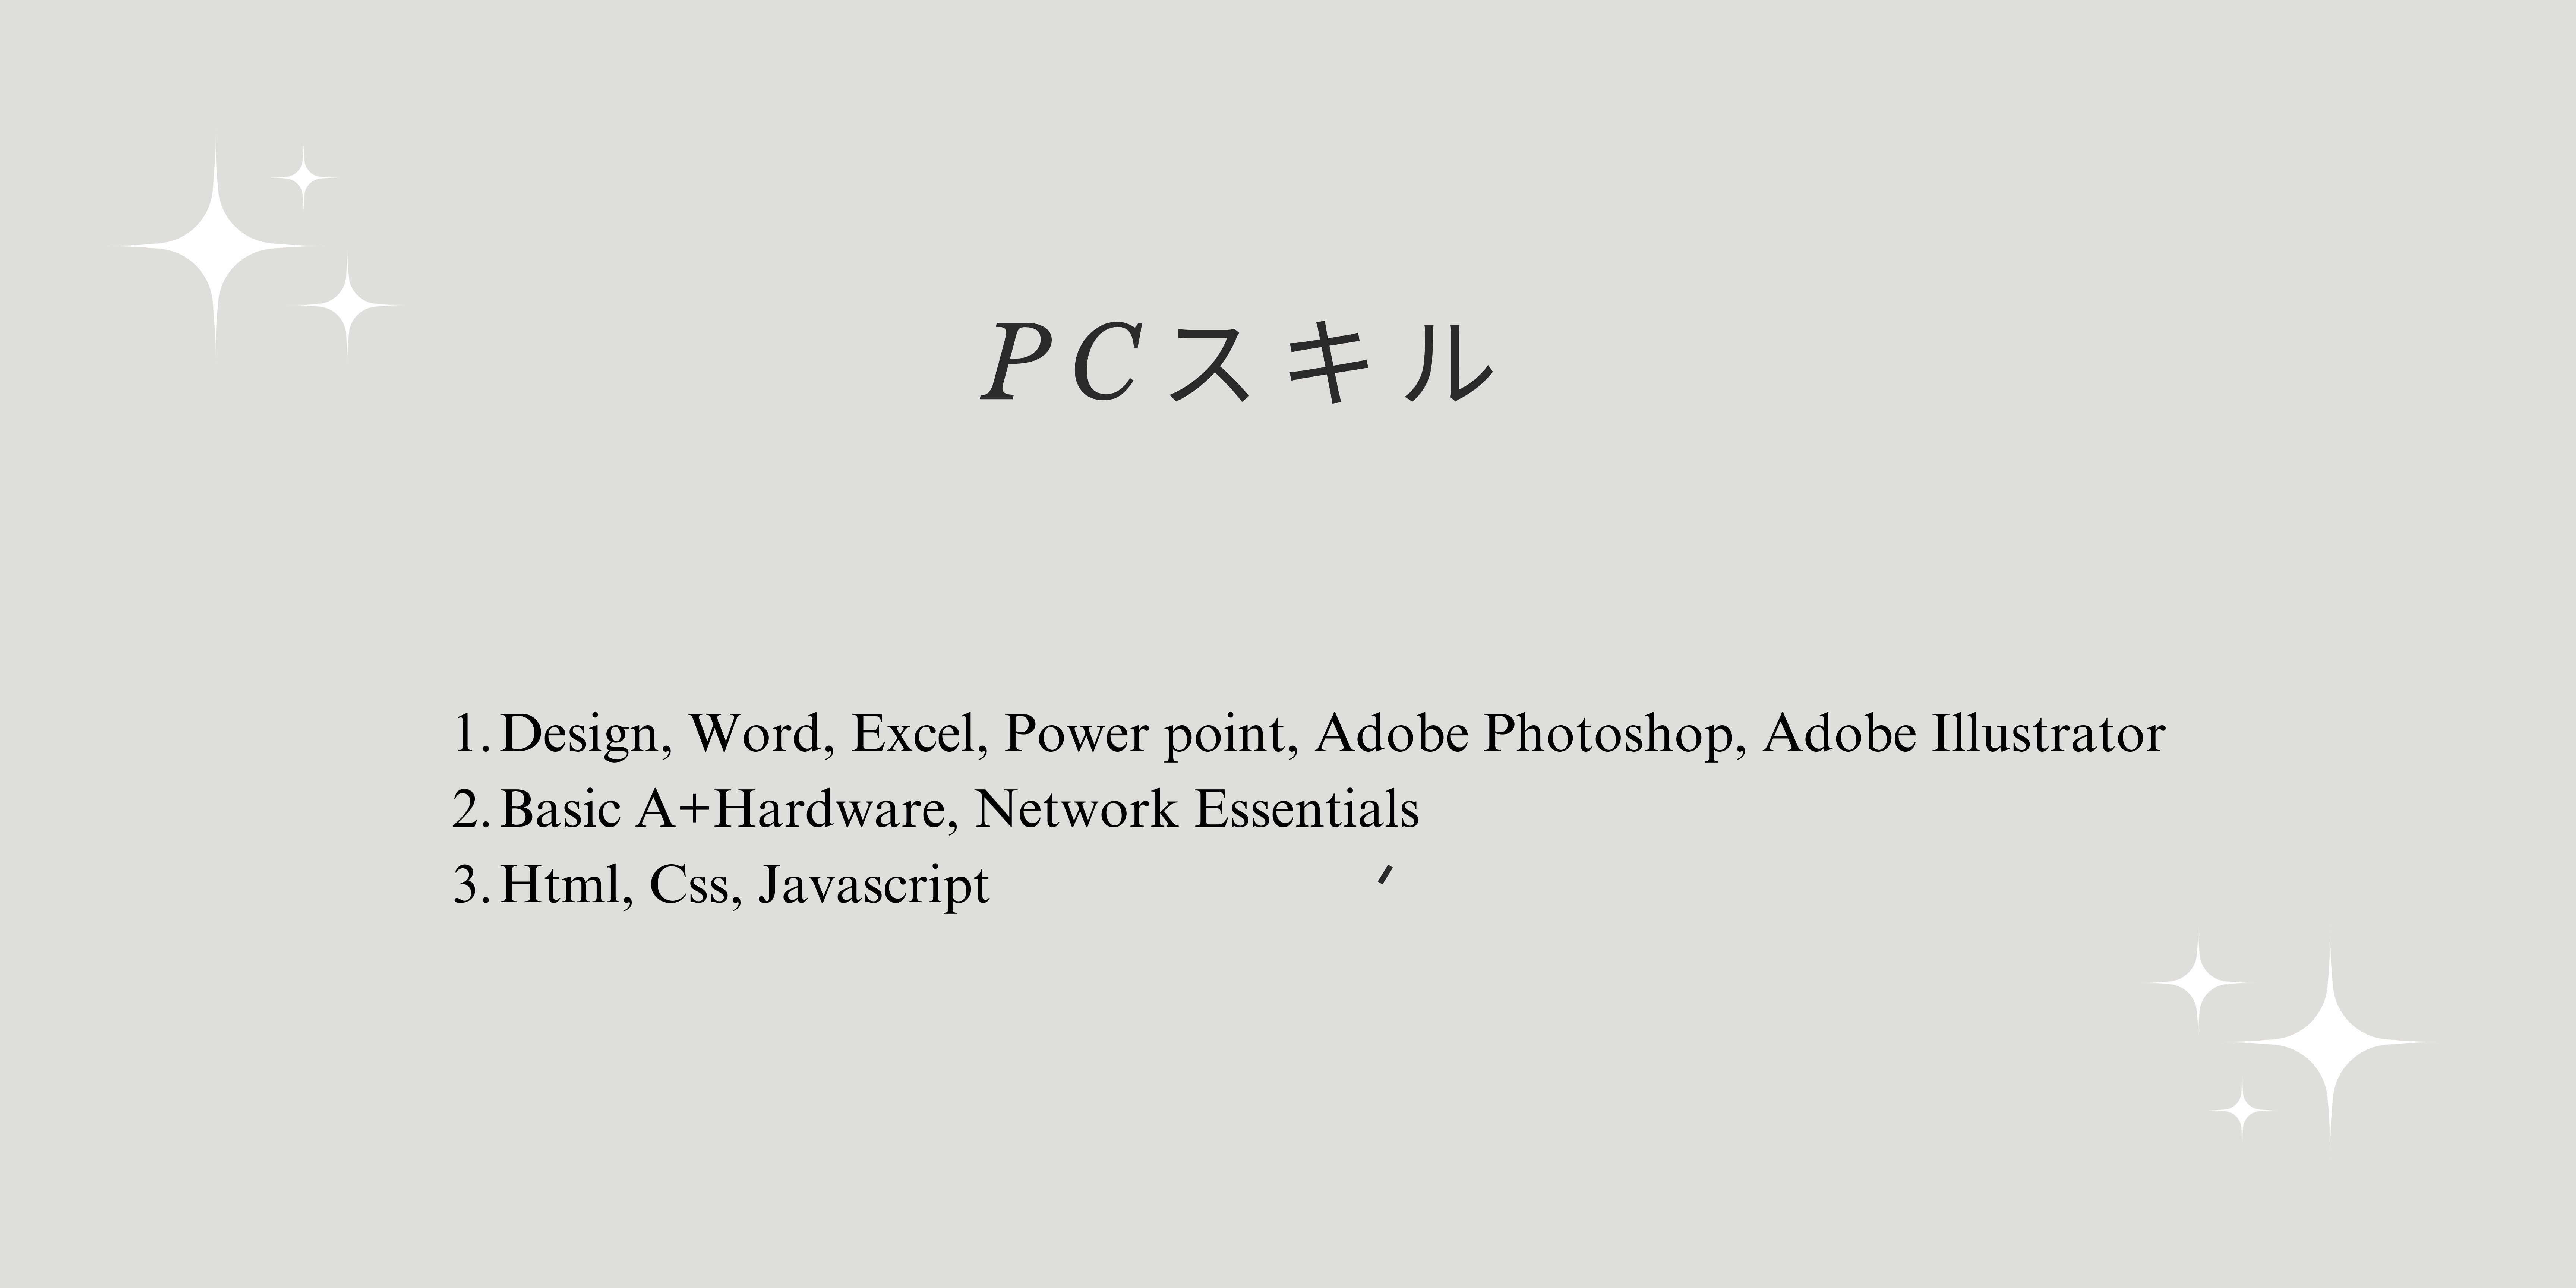 PCスキル
1. Design, Word, Excel, Power point, Adobe Photoshop, Adobe Illustrator
2. Basic A+Hardware, Network Essentials
3. Html, Css, Javascript